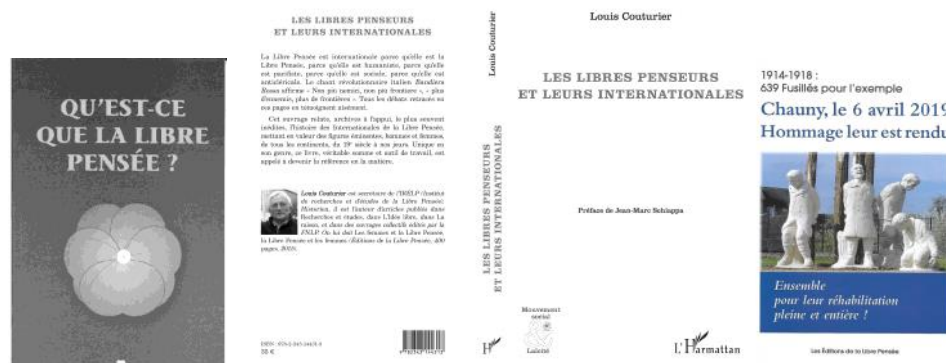 QU'EST-CE
QUE LA LIBRE
PENSÉE ?
LES LIBRES PENSEURS
ET LEURS INTERNATIONALES
La Libre Pensée est internationale parce qu'elle est la
Libre Pensée, parce qu'elle est humaniste, parce qu'elle
est pacifiste, parce qu'elle est sociale, parce qu'elle est
anticléricale. Le chant révolutionnaire italien Bandiera
Rossa affirme « Non più nemici, non più frontiere », « plus
d'ennemis, plus de frontières ». Tous les débats retracés en
ces pages en témoignent aisément.
Cet ouvrage relate, archives à l'appui, le plus souvent
inédites, l'histoire des Internationales de la Libre Pensée,
mettant en valeur des figures éminentes, hommes et femmes,
de tous les continents, du 19e siècle à nos jours. Unique en
son genre, ce livre, véritable somme et outil de travail, est
appelé à devenir la référence en la matière.
Louis Couturier est secrétaire de l'IRELP (Institut
de recherches et d'études de la Libre Pensée).
Historien, il est l'auteur d'articles publiés dans
Recherches et études, dans L'Idée libre, dans La
raison, et dans des ouvrages collectifs édités par la
FNLP. On lui doit Les femmes et la Libre Pensée,
la Libre Pensée et les femmes (Éditions de la Libre Pensée, 400
pages,
35 €
Louis Couturier
LES LIBRES PENSEURS
ET LEURS INTERNATIONALES
Louis Couturier
LES LIBRES PENSEURS
ET LEURS INTERNATIONALES
Préface de Jean-Marc Schiappa
Mouvement
social
Laïcité
L'Harmattan
1914-1918 :
639 Fusillés pour l'exemple
Chauny, le 6 avril 2019
Hommage leur est rendu
Ensemble
pour leur réhabilitation
pleine et entière !
Les Éditions de la Libre Pensée